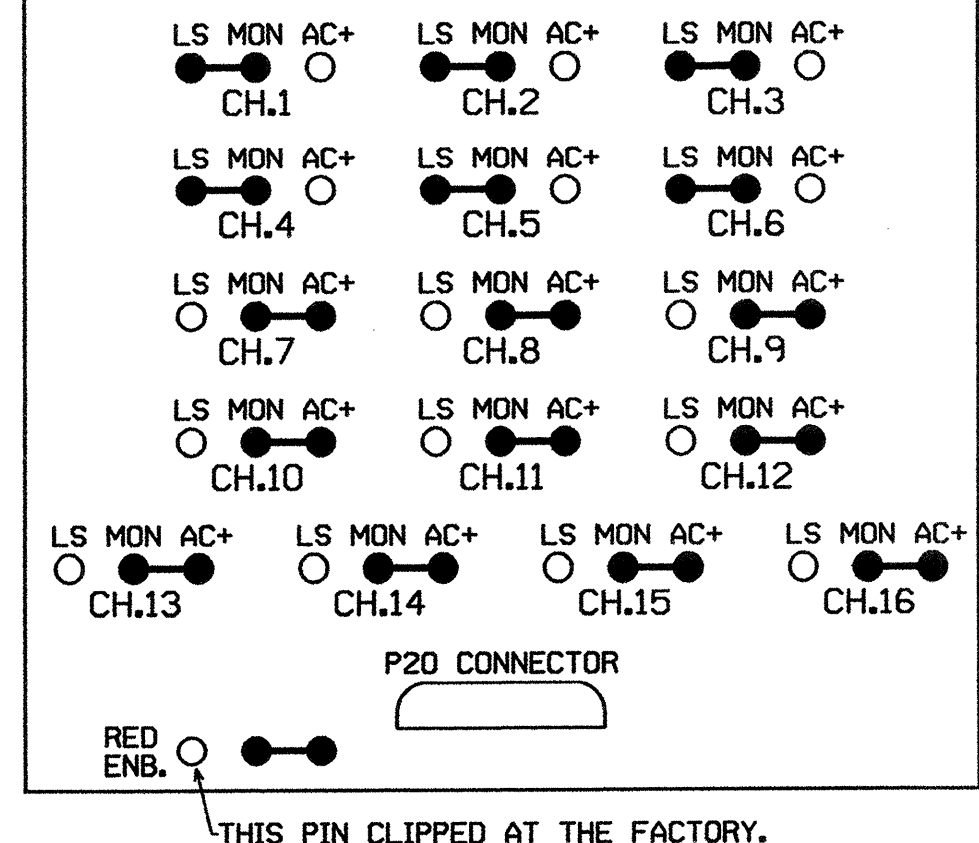 LS MON AC+ LS MON AC+ LS MON AC+
CH.1 CH.2 CH.3
LS MON AC+ LS MON AC+ LS MON AC+
CH.4 CH.5 CH.6
LS MON AC+ LS MON AC+ LS MON AC+
CH.7 CH.8 CH.9
LS MON AC+ LS MON AC+ LS MON AC+
CH.10 CH.11 CH.12
LS MON AC+ LS MON AC+ LS MON AC+ LS MON AC+
CH.13 CH.14 CH.15 CH.16
P20 CONNECTOR
RED
ENB.
THIS PIN CLIPPED AT THE FACTORY.